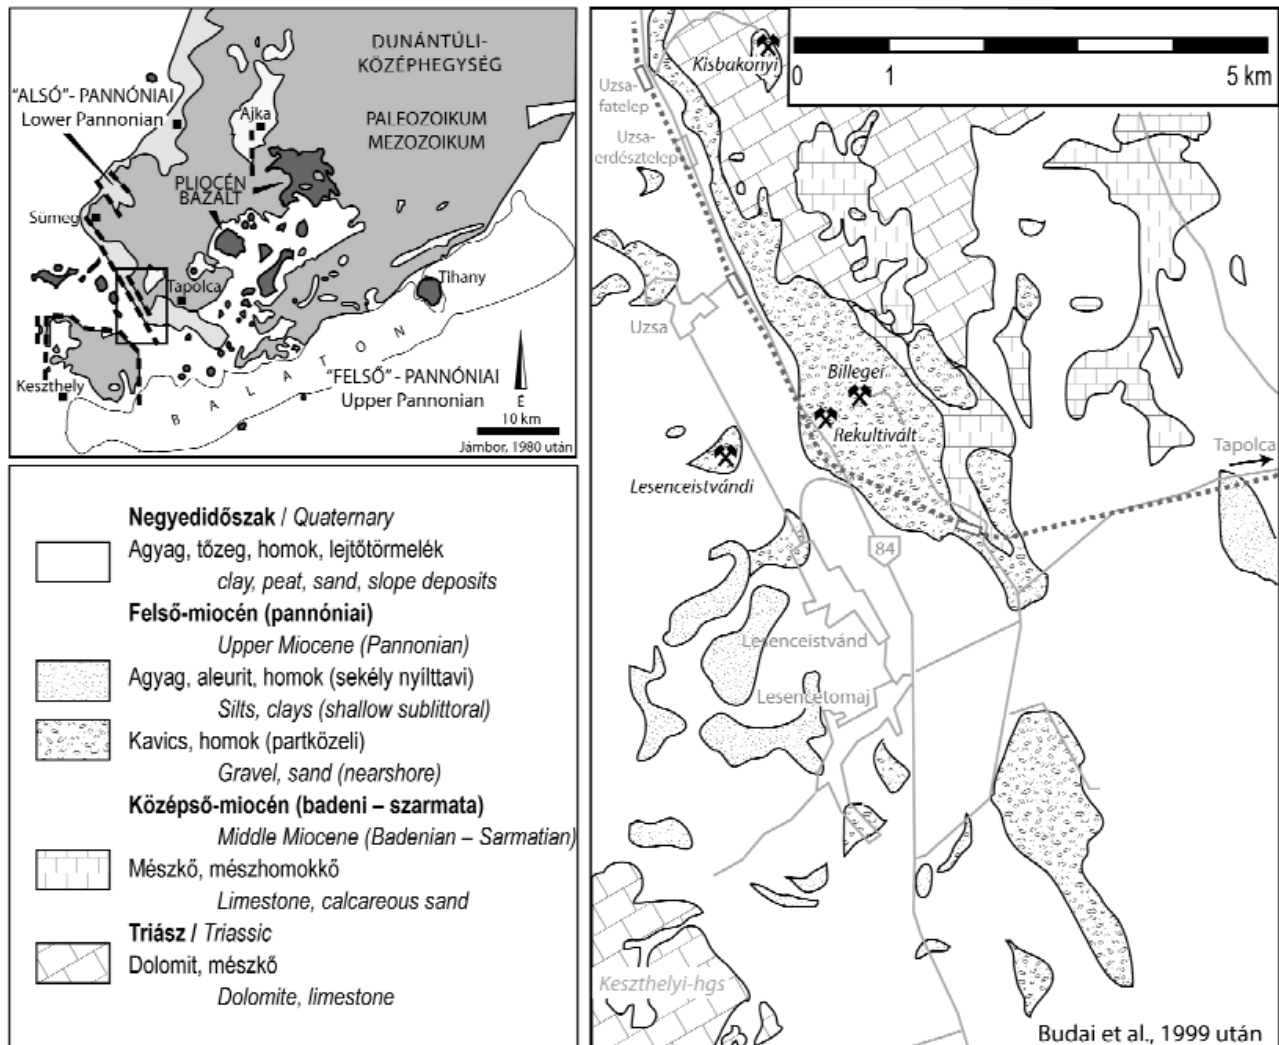 DUNÁNTÚLI-
KÖZÉPHEGYSÉG
"ALSÓ"- PANNÓNIAI
Lower Pannonian
Ajka
PALEOZOIKUM
MEZOZOIKUM
PLIOCÉN
BAZALT
Sümeg
Tapolca
Tihany
Keszthely
BALATON
"FELSŐ"- PANNÓNIAI
Upper Pannonian
É
10 km
Jámbor, 1980 után
Negyedidőszak / Quaternary
Agyag, tőzeg, homok, lejtőtörmelék
clay, peat, sand, slope deposits
Felső-miocén (pannóniai)
Upper Miocene (Pannonian)
Agyag, aleurit, homok (sekély nyílttavi)
Silts, clays (shallow sublittoral)
Kavics, homok (partközeli)
Gravel, sand (nearshore)
Középső-miocén (badeni – szarmata)
Middle Miocene (Badenian – Sarmatian)
Mészkő, mészhomokkő
Limestone, calcareous sand
Triász / Triassic
Dolomit, mészkő
Dolomite, limestone
Kisbakonyi
0 1 5 km
Uzsa-
fatelep
Uzsa-
erdésztelep
Uzsa
Billegei
Rekultivált
Lesenceistvándi
Tapolca
84
Lesenceistvánd
Lesencetomaj
Keszthelyi-hgs
Budai et al., 1999 után